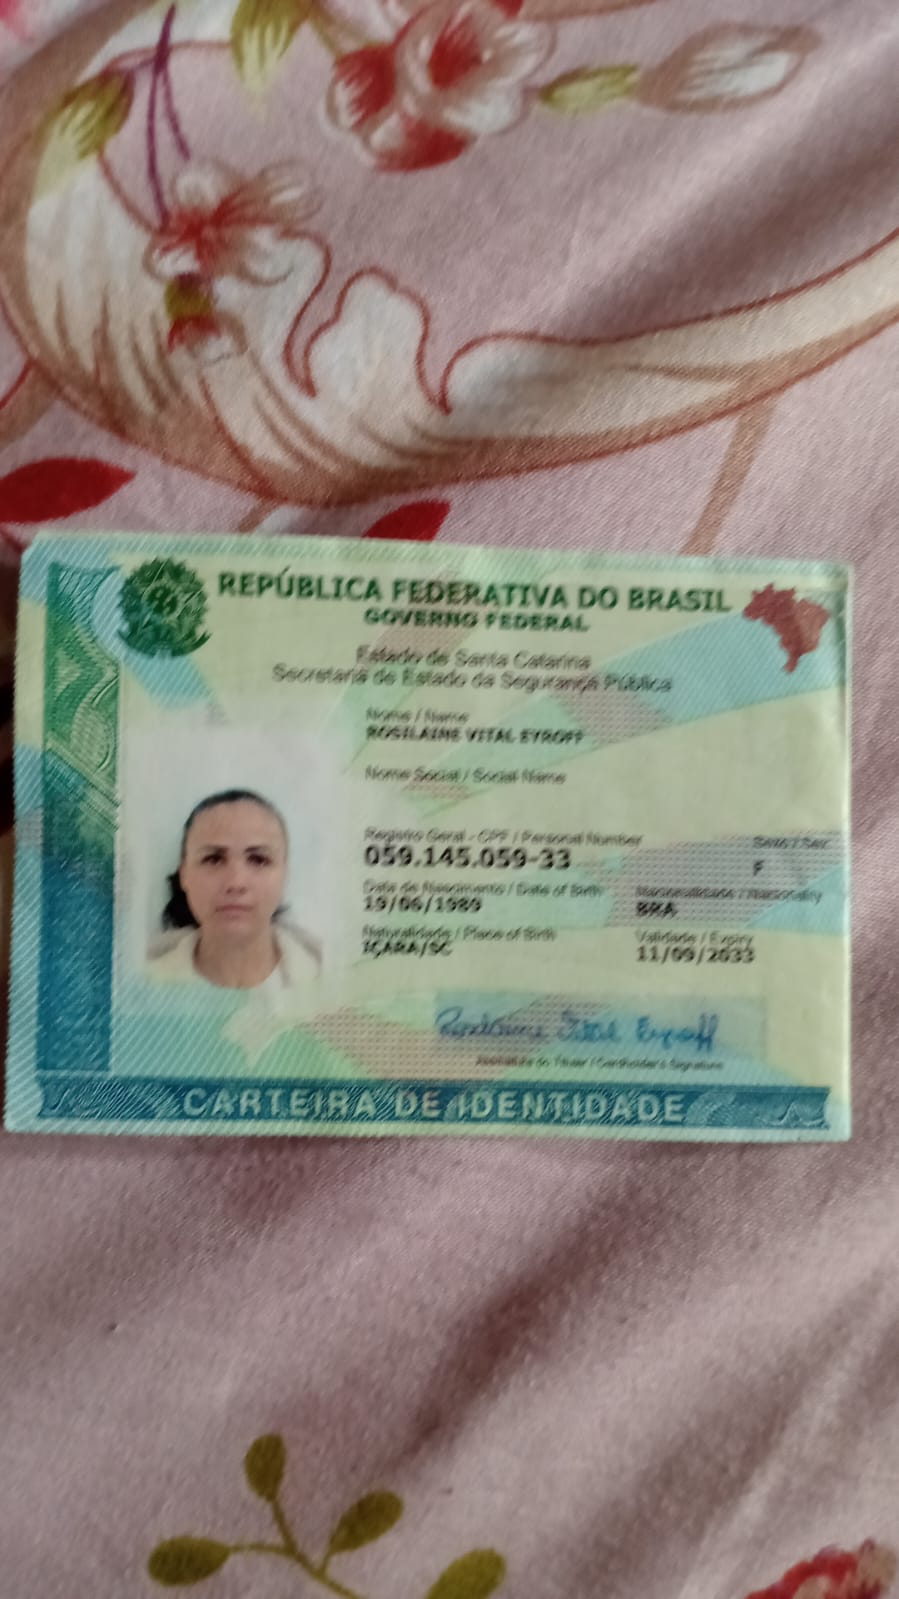 REPÚBLICA FEDERATIVA DO BRASIL
GOVERNO FEDERAL
Estado de Santa Catarina
Secretaria de Estado da Segurança Pública
Nome / Name
ROSILAINE VITAL EYROFF
Nome Social / Social Name
Registro Geral - CPF / Personal Number
Sexo / Sex
059.145.059-33
F
Data de Nascimento / Date of Birth
Nacionalidade / Nationality
19/06/1989
BRA
Naturalidade / Place of Birth
Validade / Expiry
IÇARA/SC
11/09/2033
Rosilaine Vital Eyroff
Assinatura do Titular / Cardholder's Signature
CARTEIRA DE IDENTIDADE